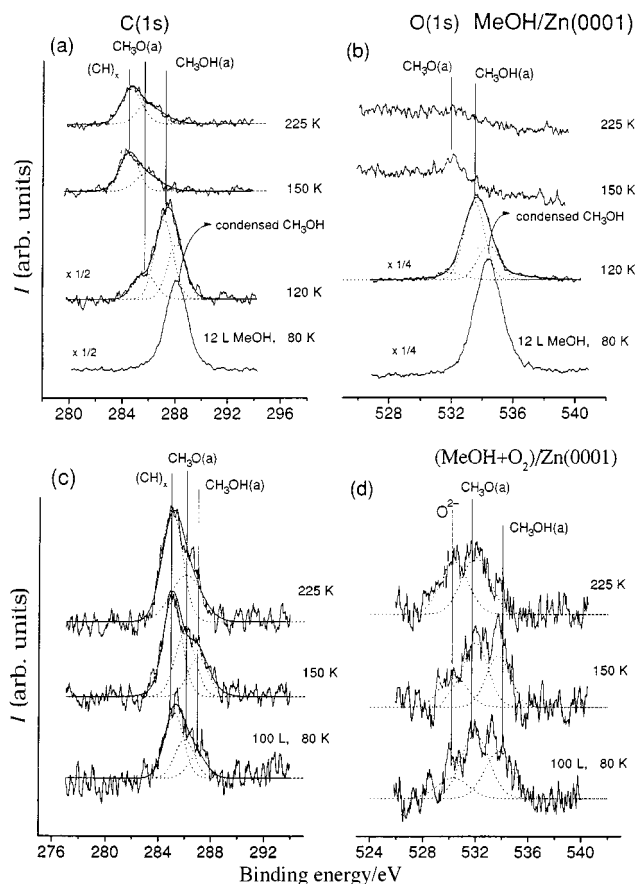 C(1s)
O(1s) MeOH/Zn(0001)
(a)
CH₃O(a)
(CH)ₓ
CH₃OH(a)
225 K
150 K
condensed CH₃OH
x 1/2
120 K
x 1/2
12 L MeOH, 80 K
280 284 288 292 296
(b)
CH₃O(a)
CH₃OH(a)
225 K
150 K
condensed CH₃OH
x 1/4
120 K
x 1/4
12 L MeOH, 80 K
528 532 536 540
I (arb. units)
(MeOH+O₂)/Zn(0001)
(c)
CH₃O(a)
(CH)ₓ
CH₃OH(a)
225 K
150 K
100 L, 80 K
276 280 284 288 292
(d)
CH₃O(a)
O²⁻
CH₃OH(a)
225 K
150 K
100 L, 80 K
524 528 532 536 540
I (arb. units)
Binding energy/eV